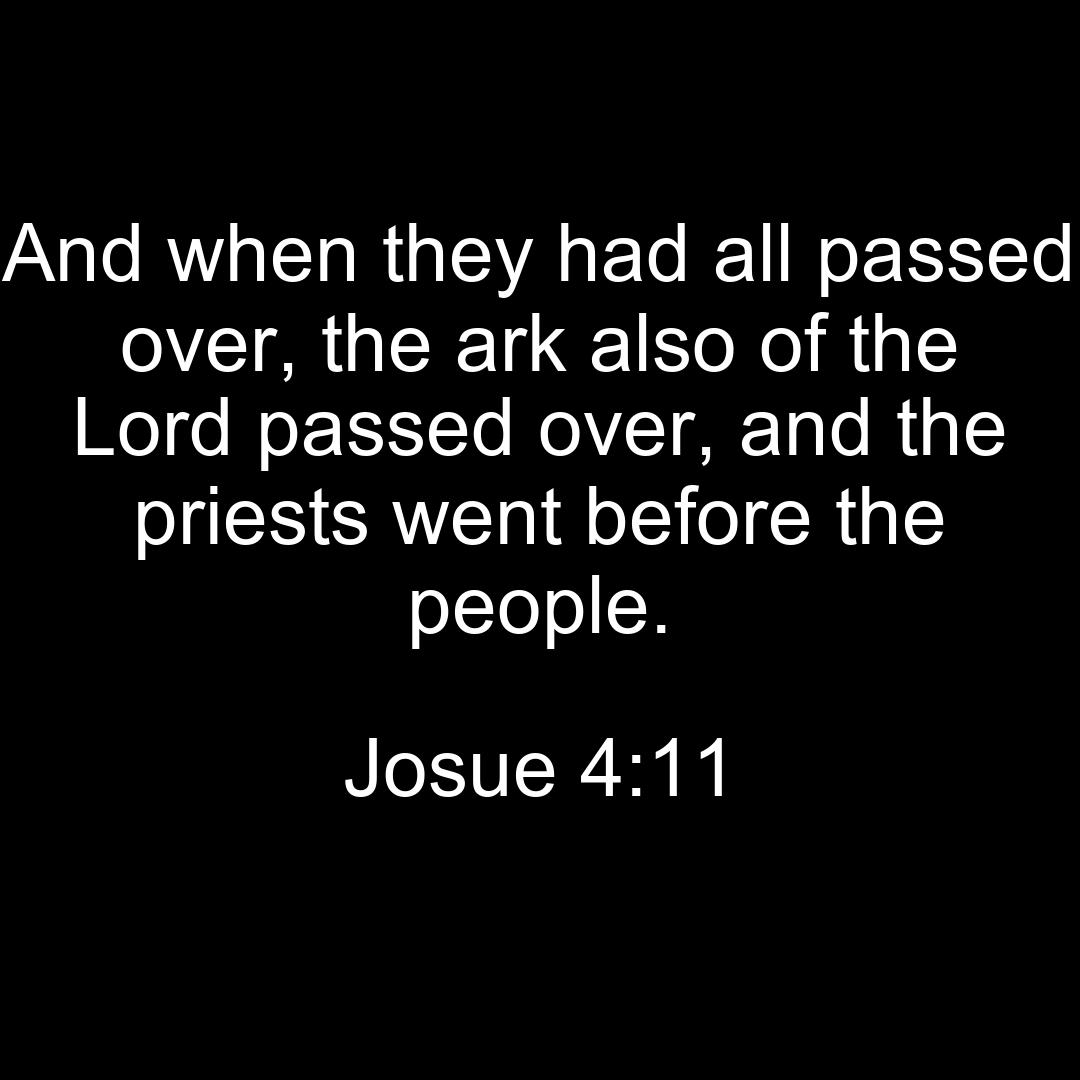 And when they had all passed
over, the ark also of the
Lord passed over, and the
priests went before the
people.
Josue 4:11